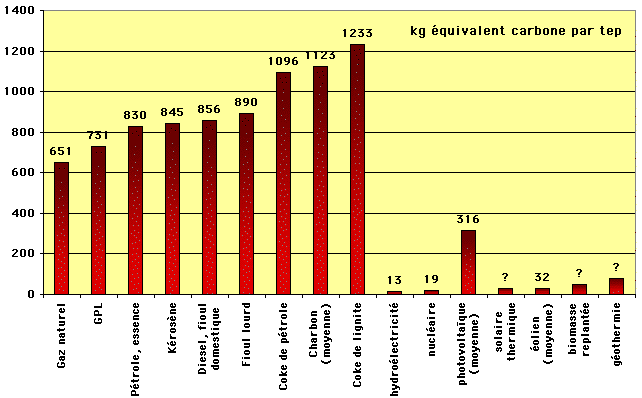 kg équivalent carbone par tep
1400
1200
1000
800
600
400
200
0
651
731
830
845
856
890
1096
1123
1233
13
19
316
?
32
?
?
Gaz naturel
GPL
Pétrole, essence
Kérosène
Diesel, fioul
domestique
Fioul lourd
Coke de pétrole
Charbon
(moyenne)
Coke de lignite
hydroélectricité
nucléaire
photovoltaïque
(moyenne)
solaire
thermique
éolien
(moyenne)
biomasse
replantée
géothermie